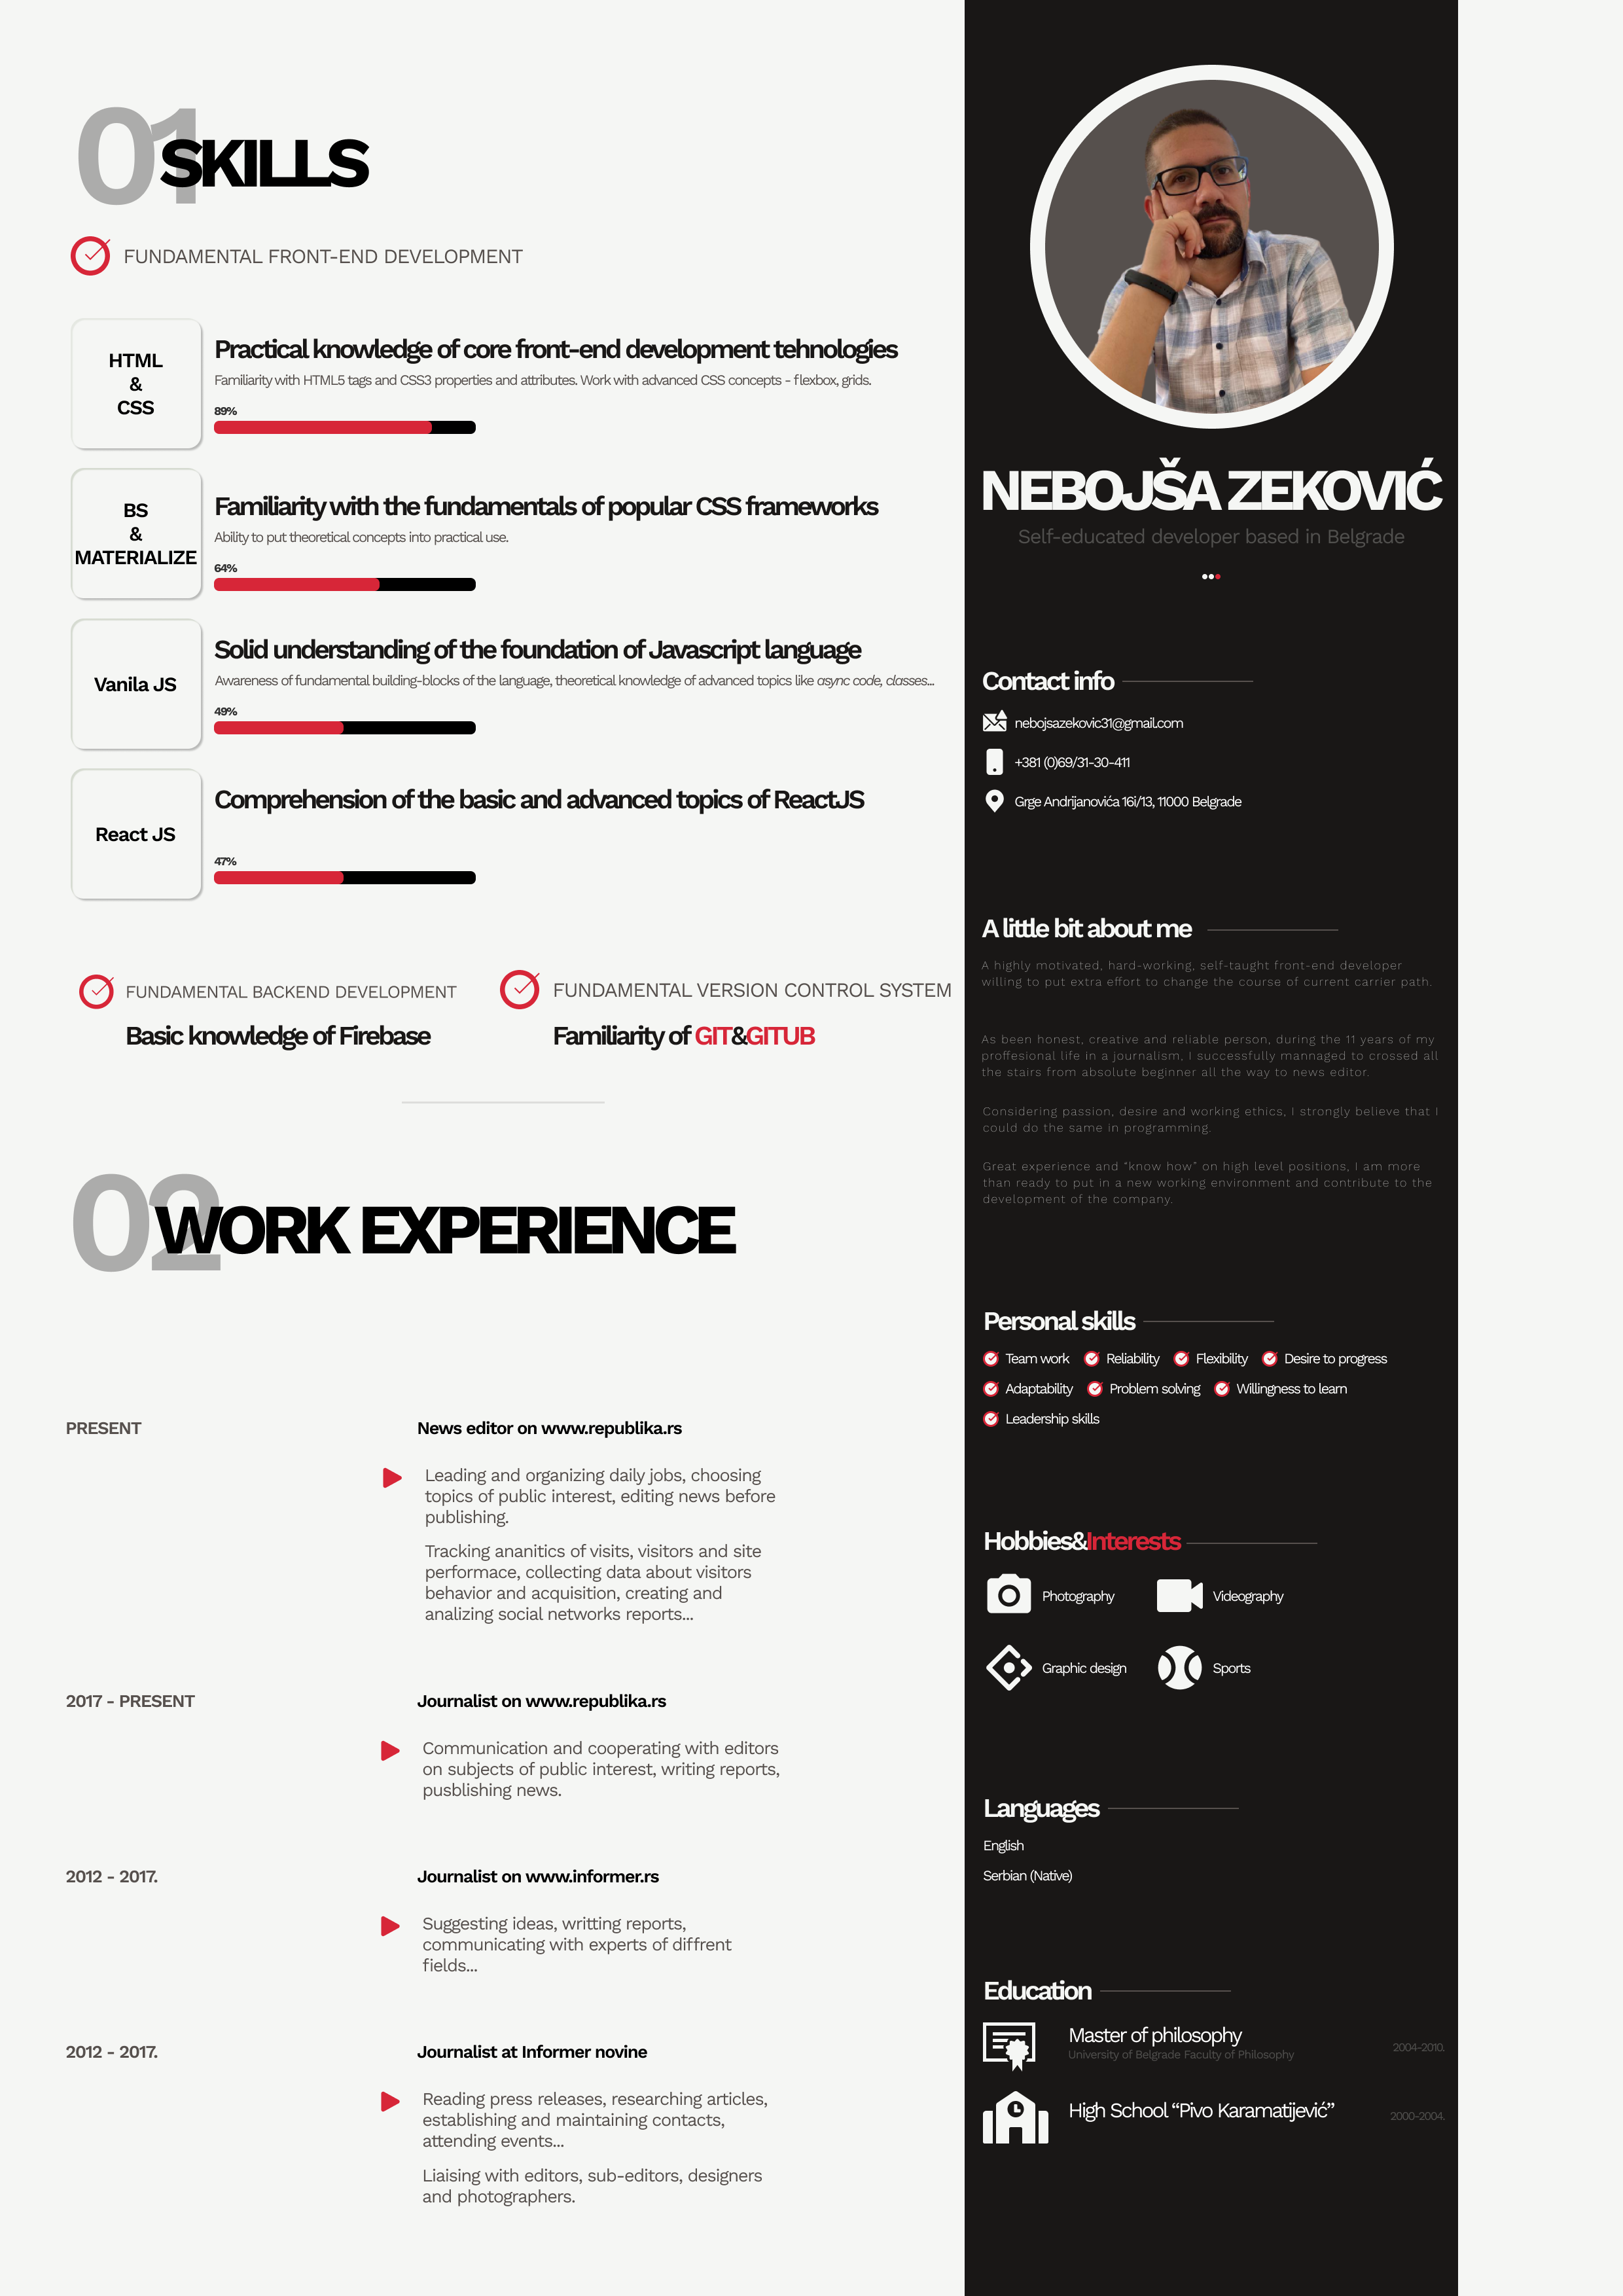 01
SKILLS
FUNDAMENTAL FRONT-END DEVELOPMENT
HTML
&
CSS
Practical knowledge of core front-end development tehnologies
Familiarity with HTML5 tags and CSS3 properties and attributes. Work with advanced CSS concepts - flexbox, grids.
89%
BS
&
MATERIALIZE
Familiarity with the fundamentals of popular CSS frameworks
Ability to put theoretical concepts into practical use.
64%
Vanila JS
Solid understanding of the foundation of Javascript language
Awareness of fundamental building-blocks of the language, theoretical knowledge of advanced topics like async code, classes...
49%
React JS
Comprehension of the basic and advanced topics of ReactJS
47%
FUNDAMENTAL BACKEND DEVELOPMENT
Basic knowledge of Firebase
FUNDAMENTAL VERSION CONTROL SYSTEM
Familiarity of GIT&GITUB
02
WORK EXPERIENCE
PRESENT
News editor on www.republika.rs
Leading and organizing daily jobs, choosing
topics of public interest, editing news before
publishing.
Tracking ananitics of visits, visitors and site
performace, collecting data about visitors
behavior and acquisition, creating and
analizing social networks reports...
2017 - PRESENT
Journalist on www.republika.rs
Communication and cooperating with editors
on subjects of public interest, writing reports,
pusblishing news.
2012 - 2017.
Journalist on www.informer.rs
Suggesting ideas, writting reports,
communicating with experts of diffrent
fields...
2012 - 2017.
Journalist at Informer novine
Reading press releases, researching articles,
establishing and maintaining contacts,
attending events...
Liaising with editors, sub-editors, designers
and photographers.
NEBOJŠA ZEKOVIĆ
Self-educated developer based in Belgrade
Contact info
nebojsazekovic31@gmail.com
+381 (0)69/31-30-411
Grge Andrijanovića 16i/13, 11000 Belgrade
A little bit about me
A highly motivated, hard-working, self-taught front-end developer
willing to put extra effort to change the course of current carrier path.
As been honest, creative and reliable person, during the 11 years of my
proffesional life in a journalism, I successfully mannaged to crossed all
the stairs from absolute beginner all the way to news editor.
Considering passion, desire and working ethics, I strongly believe that I
could do the same in programming.
Great experience and "know how" on high level positions, I am more
than ready to put in a new working environment and contribute to the
development of the company.
Personal skills
Team work Reliability Flexibility Desire to progress
Adaptability Problem solving Willingness to learn
Leadership skills
Hobbies&Interests
Photography Videography
Graphic design Sports
Languages
English
Serbian (Native)
Education
Master of philosophy
University of Belgrade Faculty of Philosophy
2004-2010.
High School “Pivo Karamatijević”
2000-2004.